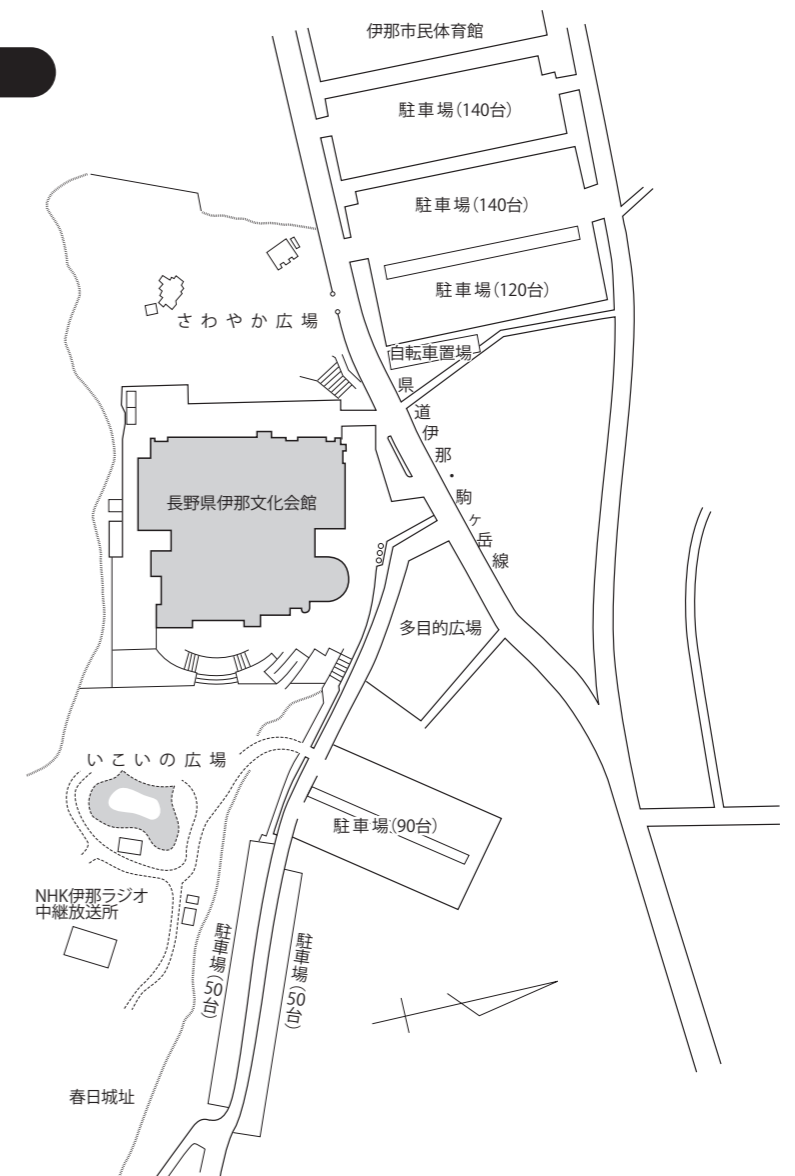 伊那市民体育館
駐車場(140台)
駐車場(140台)
駐車場(120台)
さわやか広場
自転車置場
県道伊那・駒ヶ岳線
長野県伊那文化会館
多目的広場
いこいの広場
駐車場(90台)
NHK伊那ラジオ
中継放送所
駐車場(50台)
駐車場(50台)
春日城址